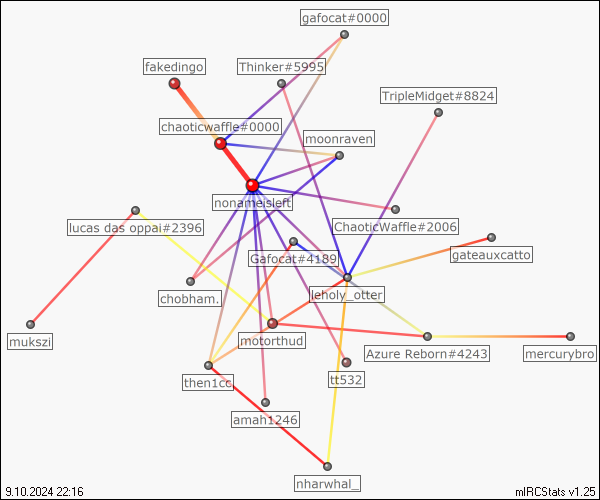 gafocat#0000
fakedingo
Thinker#5995
TripleMidget#8824
chaoticwaffle#0000
moonraven
nonameisleft
lucas das oppai#2396
ChaoticWaffle#2006
Gafocat#4189
gateauxcatto
chobham.
leholy_otter
mukszi
motorthud
Azure Reborn#4243
mercurybro
then1cc
tt532
amah1246
nharwhal_
9.10.2024 22:16
mIRCStats v1.25